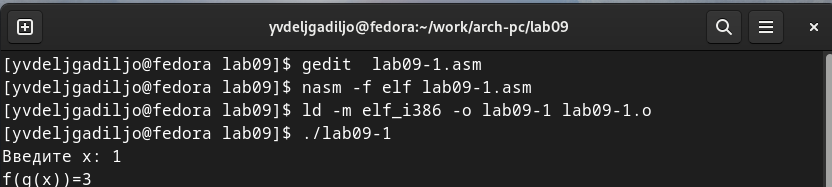 yvdeljgadiljo@fedora:~/work/arch-pc/lab09
[yvdeljgadiljo@fedora lab09]$ gedit  lab09-1.asm
[yvdeljgadiljo@fedora lab09]$ nasm -f elf lab09-1.asm
[yvdeljgadiljo@fedora lab09]$ ld -m elf_i386 -o lab09-1 lab09-1.o
[yvdeljgadiljo@fedora lab09]$ ./lab09-1
Введите x: 1
f(g(x))=3